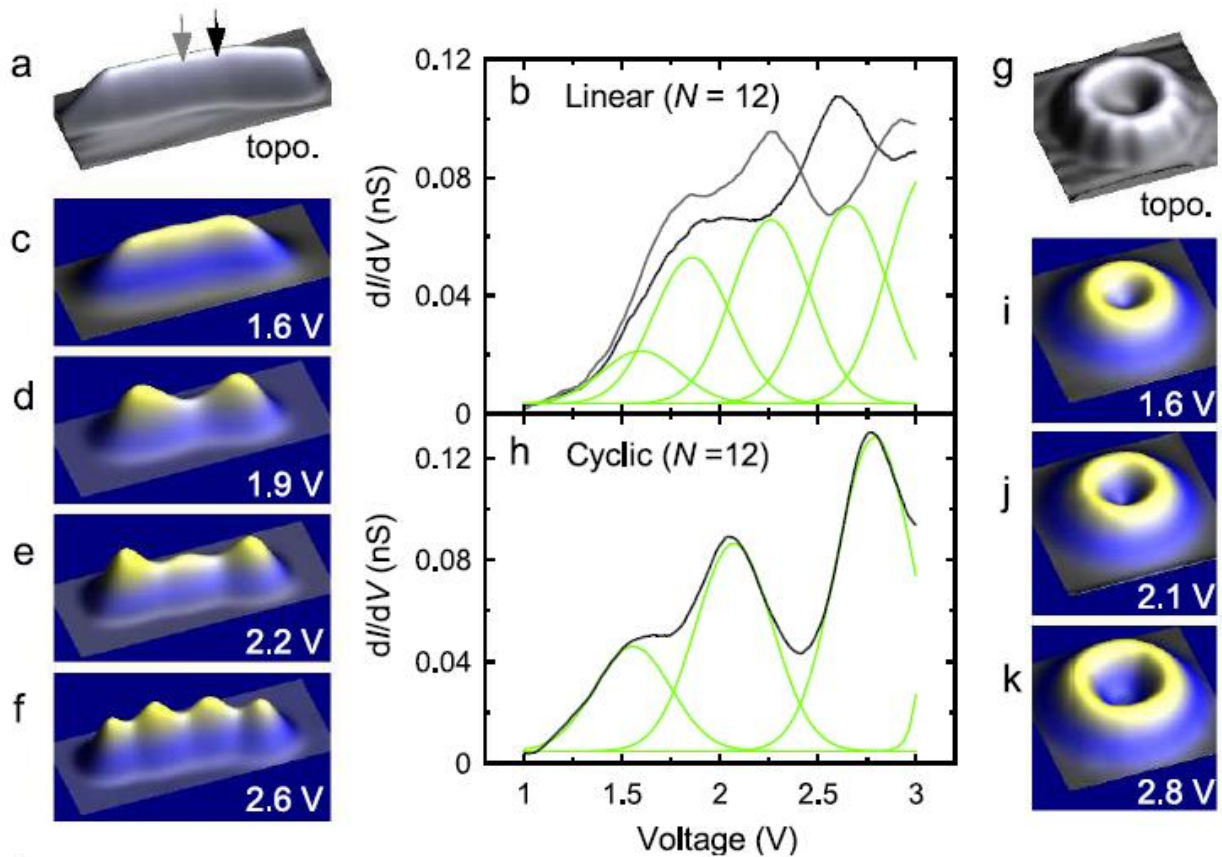 a
topo.
c
1.6 V
d
1.9 V
e
2.2 V
f
2.6 V
b Linear (N = 12)
dI/dV (nS)
0.12
0.08
0.04
0
h Cyclic (N =12)
dI/dV (nS)
0.12
0.08
0.04
0
1 1.5 2 2.5 3
Voltage (V)
g
topo.
i
1.6 V
j
2.1 V
k
2.8 V